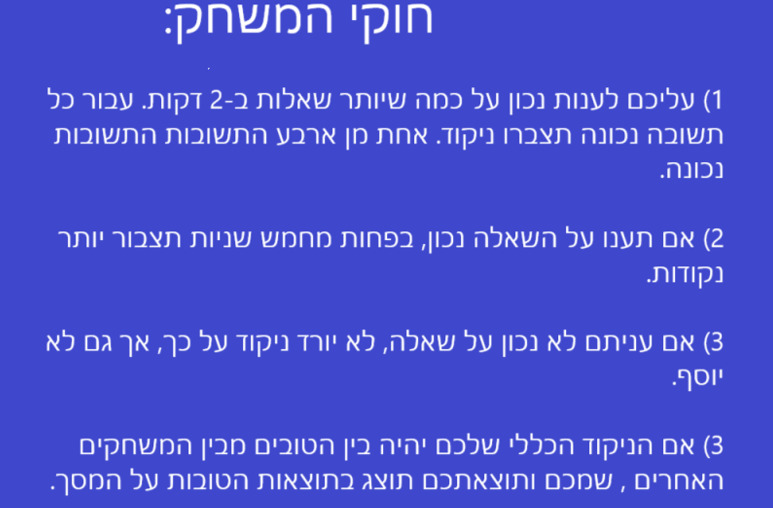 חוקי המשחק:
1) עליכם לענות נכון על כמה שיותר שאלות ב-2 דקות. עבור כל
תשובה נכונה תצברו ניקוד. אחת מן ארבע התשובות התשובות
נכונה.
2) אם תענו על השאלה נכון, בפחות מחמש שניות תצבור יותר
נקודות.
3) אם עניתם לא נכון על שאלה, לא יורד ניקוד על כך, אך גם לא
יוסף.
3) אם הניקוד הכללי שלכם יהיה בין הטובים מבין המשחקים
האחרים , שמכם ותוצאתכם תוצג בתוצאות הטובות על המסך.